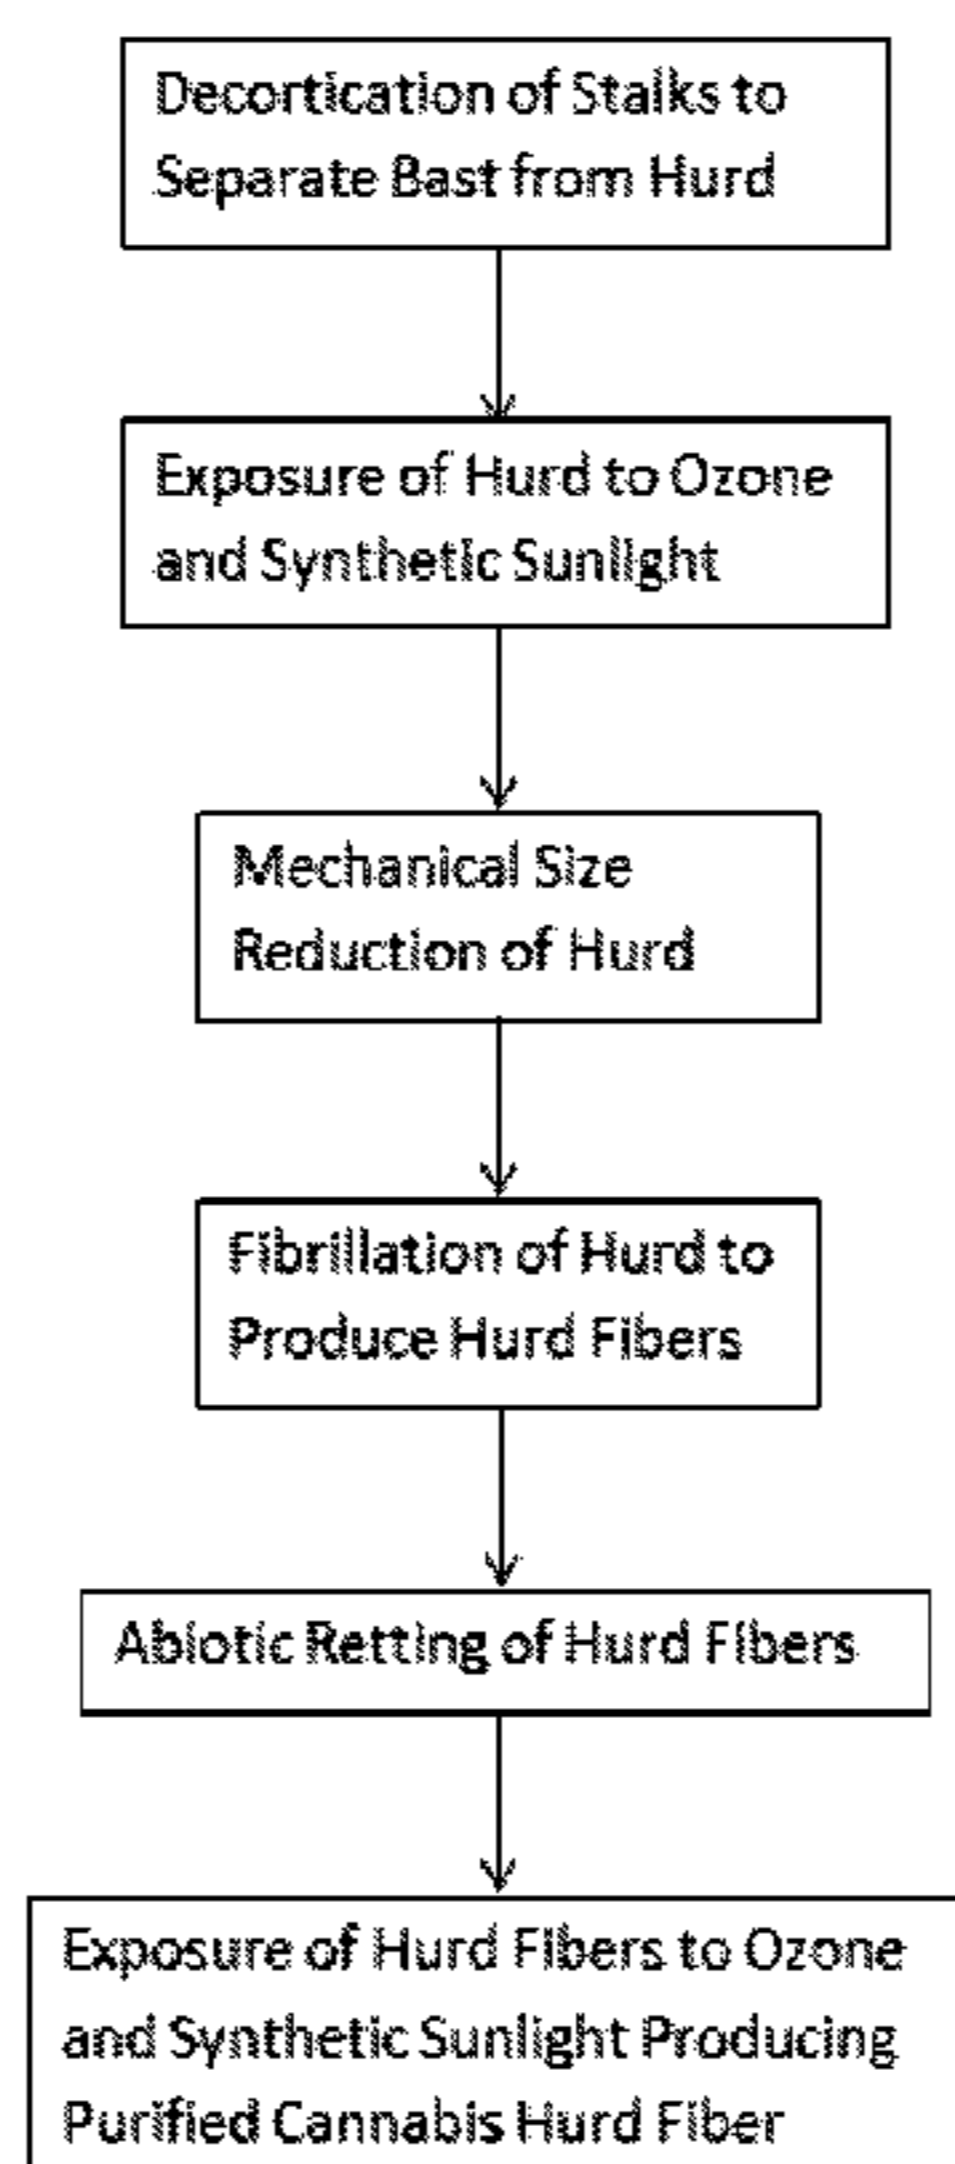 Decortication of Stalks to
Separate Bast from Hurd
Exposure of Hurd to Ozone
and Synthetic Sunlight
Mechanical Size
Reduction of Hurd
Fibrillation of Hurd to
Produce Hurd Fibers
Abiotic Retting of Hurd Fibers
Exposure of Hurd Fibers to Ozone
and Synthetic Sunlight Producing
Purified Cannabis Hurd Fiber